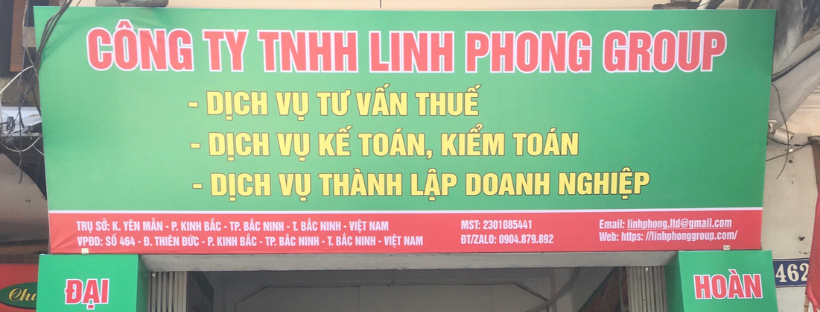 CÔNG TY TNHH LINH PHONG GROUP
- DỊCH VỤ TƯ VẤN THUẾ
- DỊCH VỤ KẾ TOÁN, KIỂM TOÁN
- DỊCH VỤ THÀNH LẬP DOANH NGHIỆP
TRỤ SỞ: K. YÊN MẪN - P. KINH BẮC - TP. BẮC NINH - T. BẮC NINH - VIỆT NAM
VPĐD: SỐ 464 - Đ. THIÊN ĐỨC - P. KINH BẮC - TP. BẮC NINH - T. BẮC NINH - VIỆT NAM
MST: 2301085441
ĐT/ZALO: 0904.879.892
Email: linhphong.ltd@gmail.com
Web: https: //linhphonggroup.com/
ĐẠI
HOÀN
462